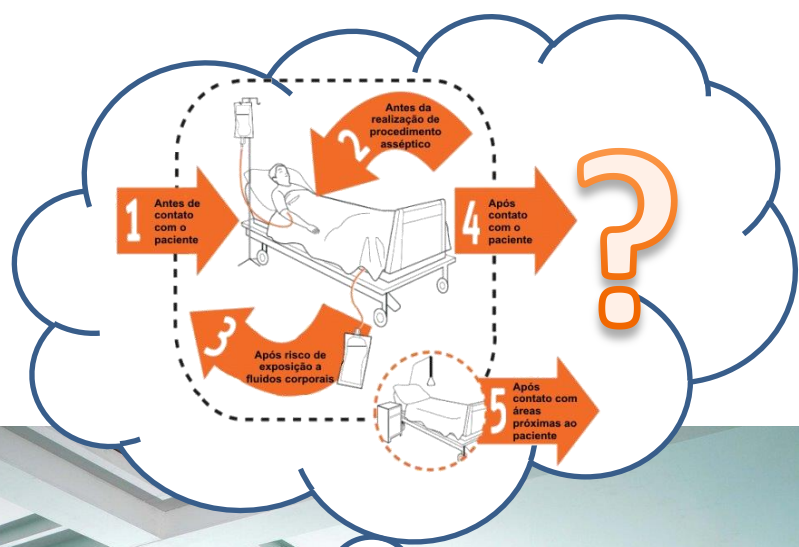 1
Antes de
contato
com o
paciente
2
Antes da
realização de
procedimento
asséptico
3
Após risco de
exposição a
fluidos corporais
4
Após
contato
com o
paciente
5
Após
contato com
áreas
próximas ao
paciente
?